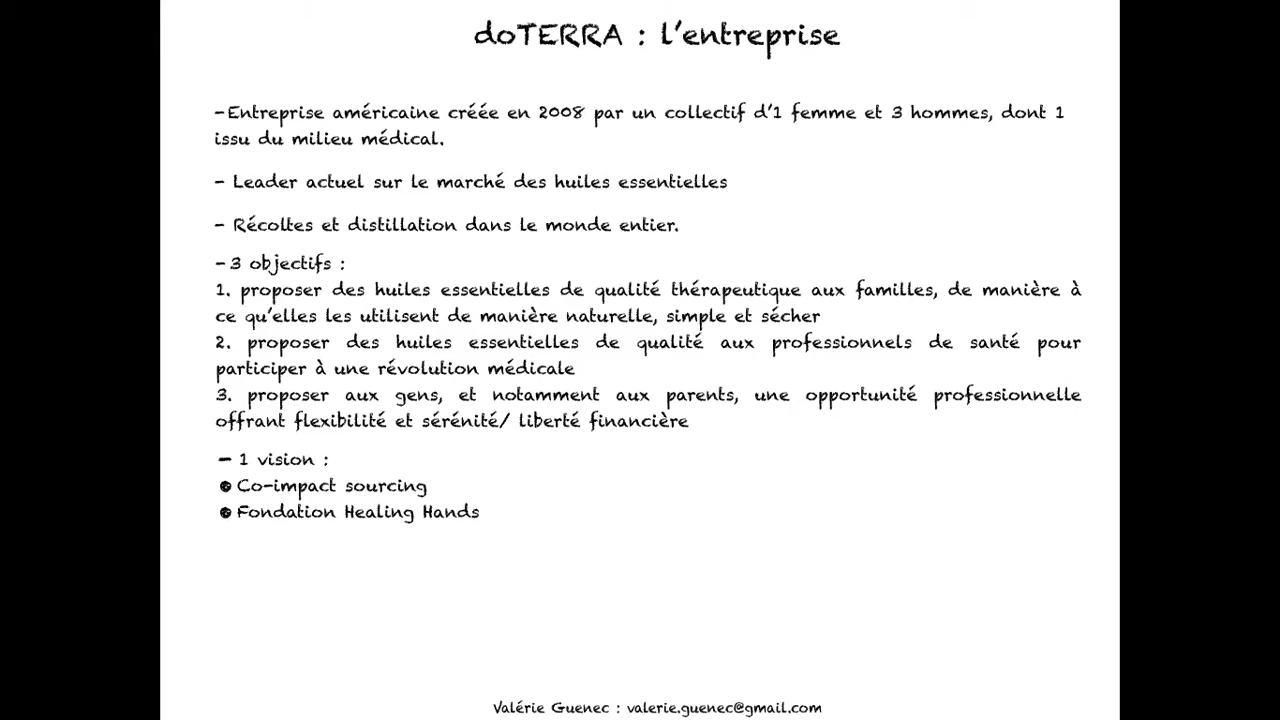 doTERRA : l'entreprise
-Entreprise américaine créée en 2008 par un collectif d'1 femme et 3 hommes, dont 1
issu du milieu médical.
- Leader actuel sur le marché des huiles essentielles
- Récoltes et distillation dans le monde entier.
-3 objectifs :
1. proposer des huiles essentielles de qualité thérapeutique aux familles, de manière à
ce qu'elles les utilisent de manière naturelle, simple et sécher
2. proposer des huiles essentielles de qualité aux professionnels de santé pour
participer à une révolution médicale
3. proposer aux gens, et notamment aux parents, une opportunité professionnelle
offrant flexibilité et sérénité/ liberté financière
- 1 vision :
● Co-impact sourcing
● Fondation Healing Hands
Valérie Guenec : valerie.guenec@gmail.com